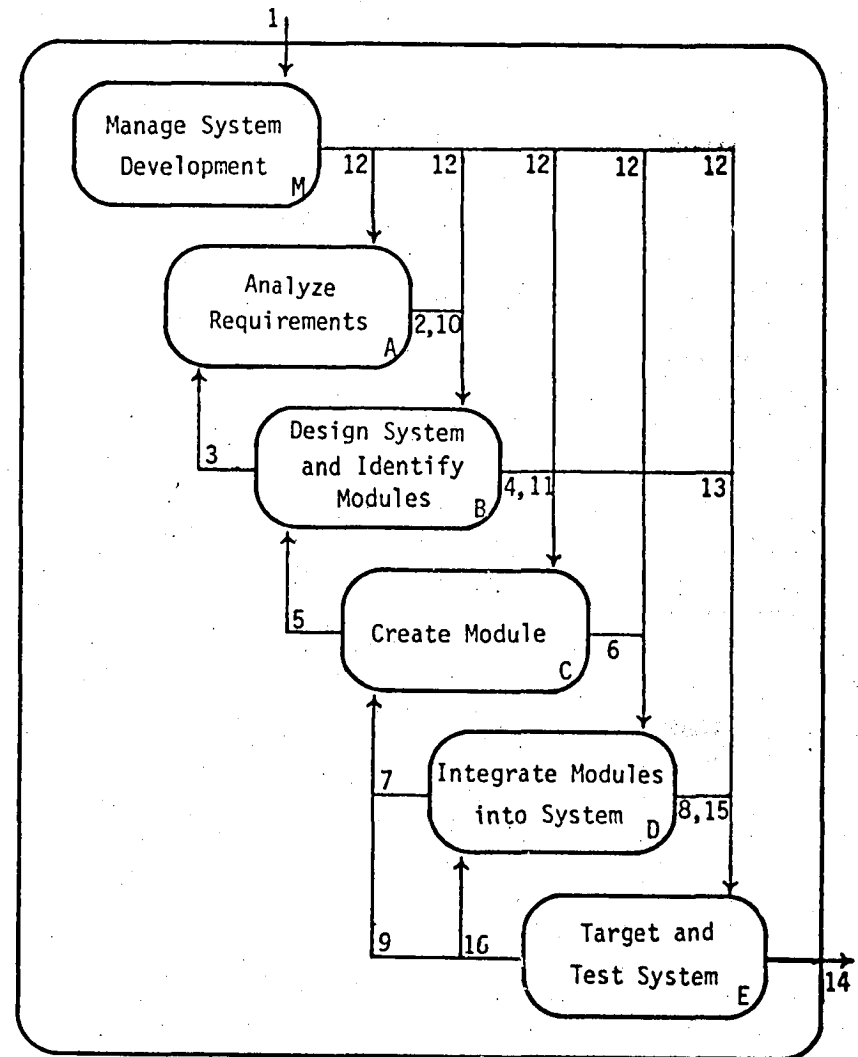 1
Manage System
Development
M
12
12
12
12
12
Analyze
Requirements
A
2,10
3
Design System
and Identify
Modules
B
4,11
13
5
Create Module
C
6
7
Integrate Modules
into System
D
8,15
9
16
Target and
Test System
E
14